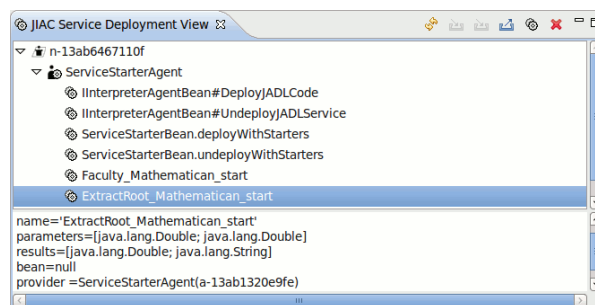 JIAC Service Deployment View
n-13ab6467110f
ServiceStarterAgent
IInterpreterAgentBean#DeployJADLCode
IInterpreterAgentBean#UndeployJADLService
ServiceStarterBean.deployWithStarters
ServiceStarterBean.undeployWithStarters
Faculty_Mathematican_start
ExtractRoot_Mathematican_start
name='ExtractRoot_Mathematican_start'
parameters=[java.lang.Double; java.lang.Double]
results=[java.lang.Double; java.lang.String]
bean=null
provider =ServiceStarterAgent(a-13ab1320e9fe)